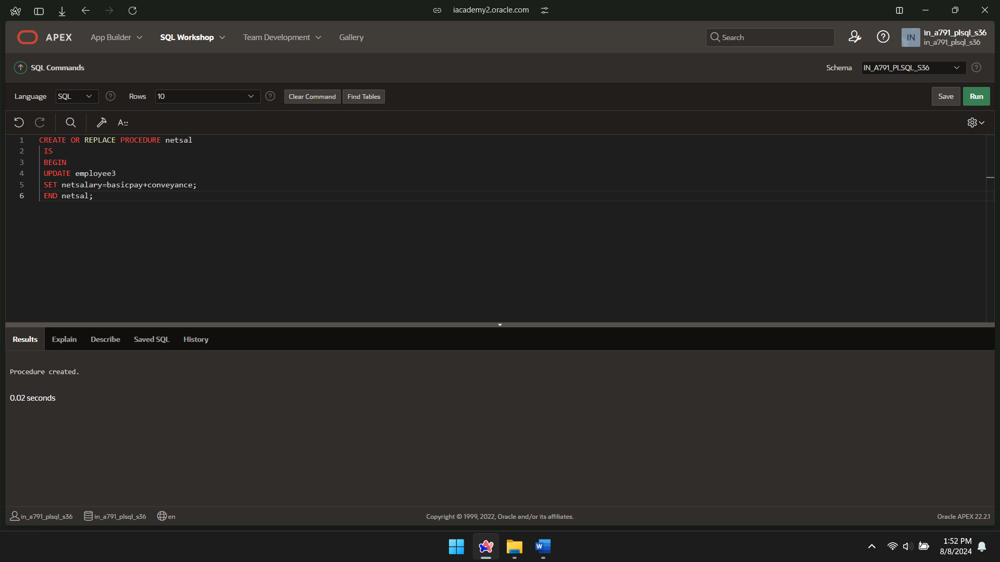 iacademy2.oracle.com
APEX App Builder SQL Workshop Team Development Gallery Search IN in_a791_plsql_s36
in_a791_plsql_s36
SQL Commands Schema IN_A791_PLSQL_S36
Language SQL Rows 10 Clear Command Find Tables Save Run
A
1 CREATE OR REPLACE PROCEDURE netsal
2 IS
3 BEGIN
4 UPDATE employee3
5 SET netsalary=basicpay+conveyance;
6 END netsal;
Results Explain Describe Saved SQL History
Procedure created.
0.02 seconds
in_a791_plsql_s36 in_a791_plsql_s36 en Copyright © 1999, 2022, Oracle and/or its affiliates. Oracle APEX 22.2.1
W
1:52 PM
8/8/2024